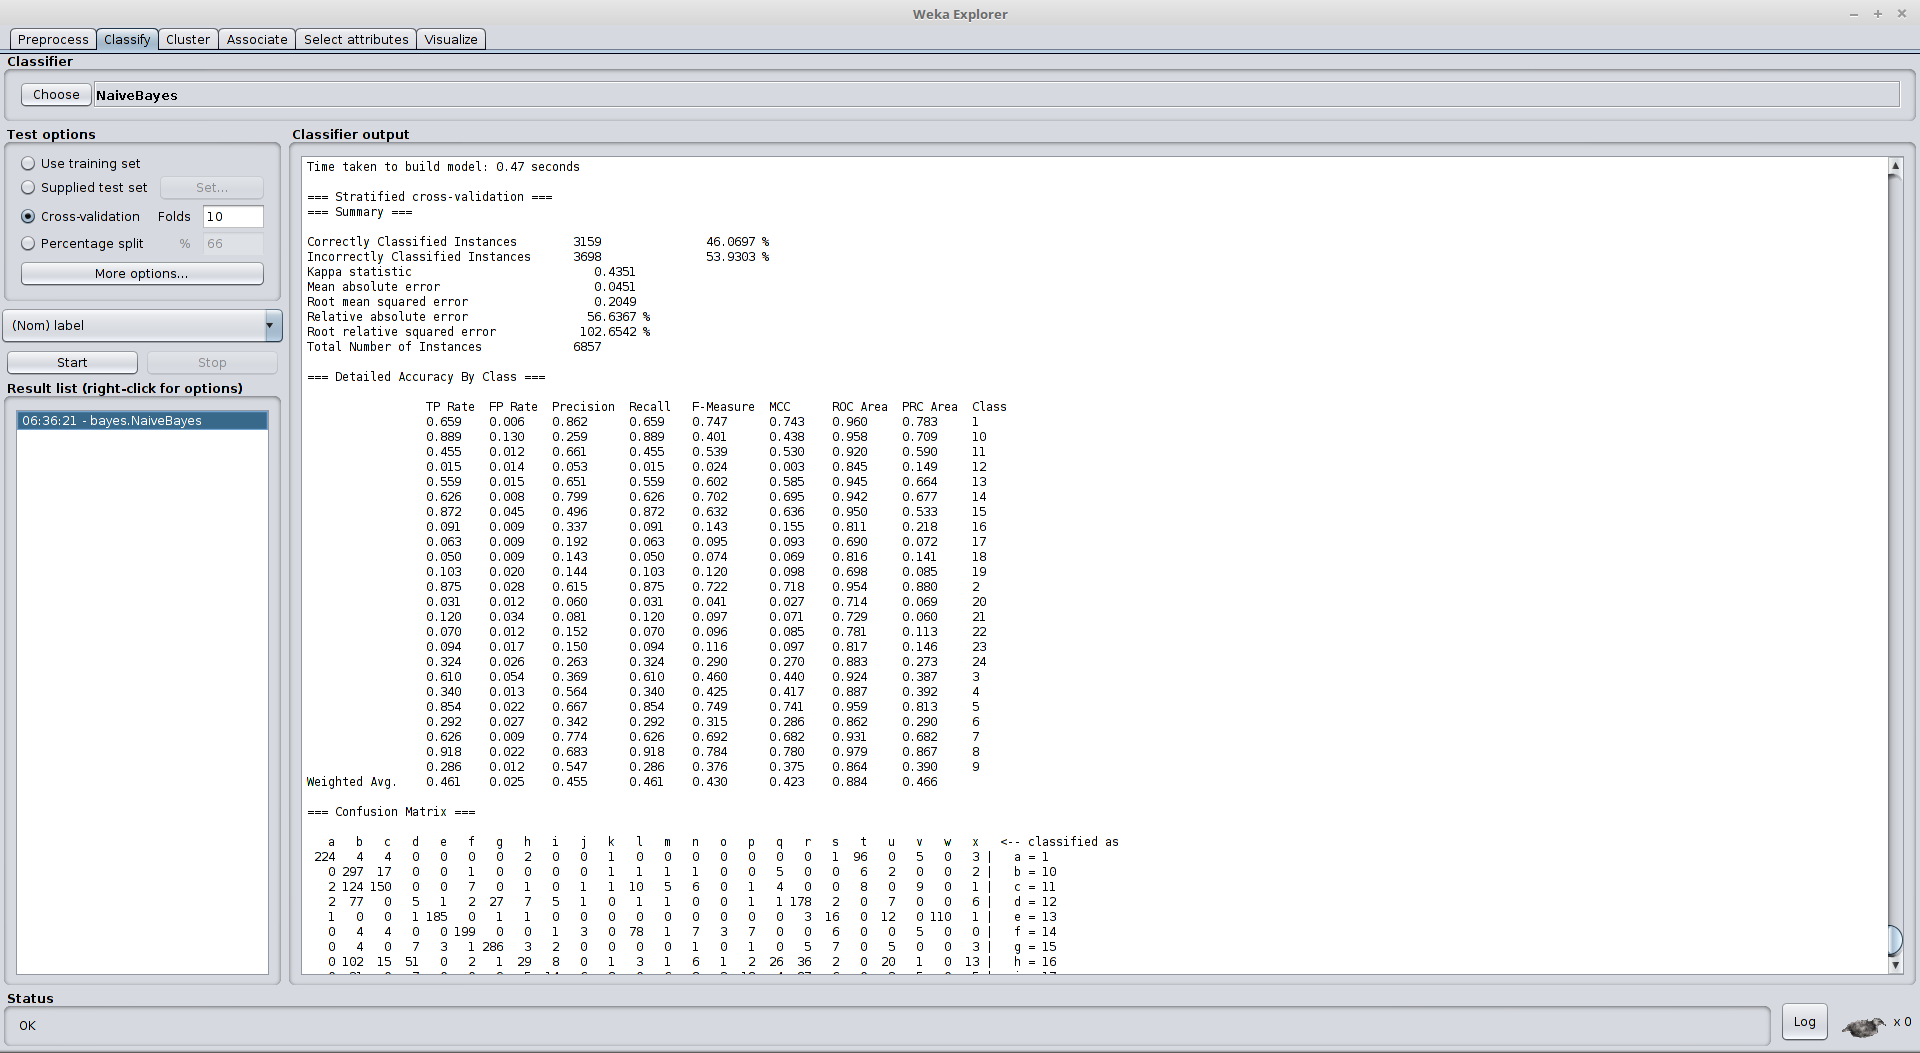 Weka Explorer
Preprocess Classify Cluster Associate Select attributes Visualize
Classifier
Choose NaiveBayes
Test options
Use training set
Supplied test set Set...
Cross-validation Folds 10
Percentage split % 66
More options...
(Nom) label
Start Stop
Result list (right-click for options)
06:36:21 - bayes.NaiveBayes
Classifier output
Time taken to build model: 0.47 seconds
=== Stratified cross-validation ===
=== Summary ===
Correctly Classified Instances 3159 46.0697 %
Incorrectly Classified Instances 3698 53.9303 %
Kappa statistic 0.4351
Mean absolute error 0.0451
Root mean squared error 0.2049
Relative absolute error 56.6367 %
Root relative squared error 102.6542 %
Total Number of Instances 6857
=== Detailed Accuracy By Class ===
TP Rate FP Rate Precision Recall F-Measure MCC ROC Area PRC Area Class
0.659 0.006 0.862 0.659 0.747 0.743 0.960 0.783 1
0.889 0.130 0.259 0.889 0.401 0.438 0.958 0.709 10
0.455 0.012 0.661 0.455 0.539 0.530 0.920 0.590 11
0.015 0.014 0.053 0.015 0.024 0.003 0.845 0.149 12
0.559 0.015 0.651 0.559 0.602 0.585 0.945 0.664 13
0.626 0.008 0.799 0.626 0.702 0.695 0.942 0.677 14
0.872 0.045 0.496 0.872 0.632 0.636 0.950 0.533 15
0.091 0.009 0.337 0.091 0.143 0.155 0.811 0.218 16
0.063 0.009 0.192 0.063 0.095 0.093 0.690 0.072 17
0.050 0.009 0.143 0.050 0.074 0.069 0.816 0.141 18
0.103 0.020 0.144 0.103 0.120 0.098 0.698 0.085 19
0.875 0.028 0.615 0.875 0.722 0.718 0.954 0.880 2
0.031 0.012 0.060 0.031 0.041 0.027 0.714 0.069 20
0.120 0.034 0.081 0.120 0.097 0.071 0.729 0.060 21
0.070 0.012 0.152 0.070 0.096 0.085 0.781 0.113 22
0.094 0.017 0.150 0.094 0.116 0.097 0.817 0.146 23
0.324 0.026 0.263 0.324 0.290 0.270 0.883 0.273 24
0.610 0.054 0.369 0.610 0.460 0.440 0.924 0.387 3
0.340 0.013 0.564 0.340 0.425 0.417 0.887 0.392 4
0.854 0.022 0.667 0.854 0.749 0.741 0.959 0.813 5
0.292 0.027 0.342 0.292 0.315 0.286 0.862 0.290 6
0.626 0.009 0.774 0.626 0.692 0.682 0.931 0.682 7
0.918 0.022 0.683 0.918 0.784 0.780 0.979 0.867 8
0.286 0.012 0.547 0.286 0.376 0.375 0.864 0.390 9
Weighted Avg. 0.461 0.025 0.455 0.461 0.430 0.423 0.884 0.466
=== Confusion Matrix ===
a b c d e f g h i j k l m n o p q r s t u v w x <-- classified as
224 4 4 0 0 0 0 2 0 0 1 0 0 0 0 0 0 0 1 96 0 5 0 3 | a = 1
0 297 17 0 0 1 0 0 0 0 1 1 1 1 0 0 5 0 0 6 2 0 0 2 | b = 10
2 124 150 0 0 7 0 1 0 1 1 10 5 6 0 1 4 0 0 8 0 9 0 1 | c = 11
2 77 0 5 1 2 27 7 5 1 0 1 1 0 0 1 1 178 2 0 7 0 0 6 | d = 12
1 0 0 1 185 0 1 1 0 0 0 0 0 0 0 0 0 3 16 0 12 0 110 1 | e = 13
0 4 4 0 0 199 0 0 1 3 0 78 1 7 3 7 0 0 6 0 0 5 0 0 | f = 14
0 4 0 7 3 1 286 3 2 0 0 0 0 1 0 1 0 5 7 0 5 0 0 3 | g = 15
0 102 15 51 0 2 1 29 8 0 1 3 1 6 1 2 26 36 2 0 20 1 0 13 | h = 16
Status
OK
Log x 0